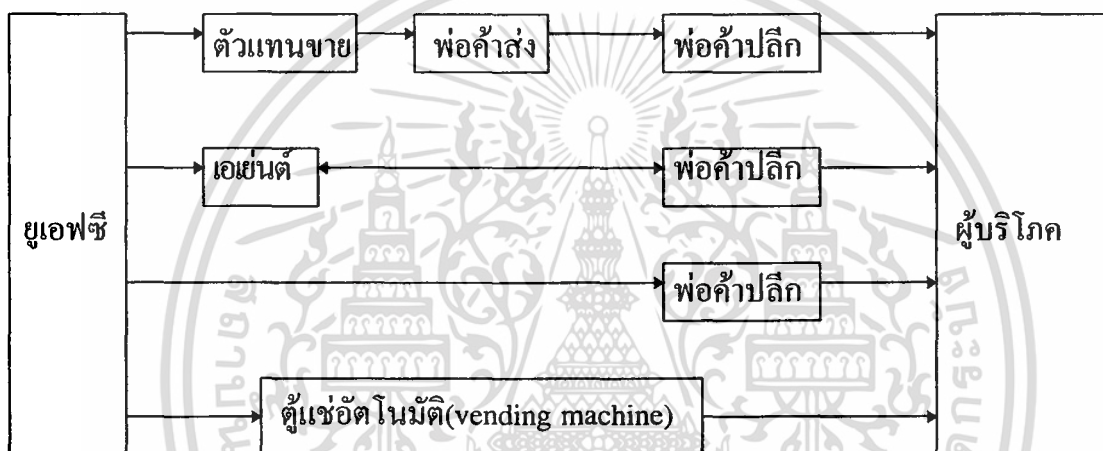 ตัวแทนขาย พ่อค้าส่ง พ่อค้าปลีก
เอเย่นต์ พ่อค้าปลีก
ยูเอฟซี ผู้บริโภค
พ่อค้าปลีก
ตู้แช่อัตโนมัติ(vending machine)